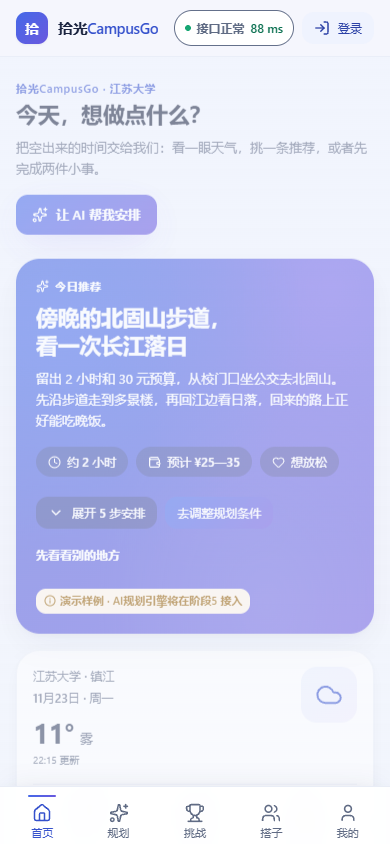 拾 拾光CampusGo 接口正常 88 ms 登录
拾光CampusGo · 江苏大学
今天，想做点什么？
把空出来的时间交给我们：看一眼天气，挑一条推荐，或者先
完成两件小事。
让 AI 帮我安排
今日推荐
傍晚的北固山步道，
看一次长江落日
留出 2 小时和 30 元预算，从校门口坐公交去北固山。
先沿步道走到多景楼，再回江边看日落，回来的路上正
好能吃晚饭。
约 2 小时 预计 ¥25—35 想放松
展开 5 步安排 去调整规划条件
先看看别的地方
演示样例 · AI规划引擎将在阶段5 接入
江苏大学 · 镇江
11月23日 · 周一
11° 雾
22:15 更新
首页 规划 挑战 搭子 我的